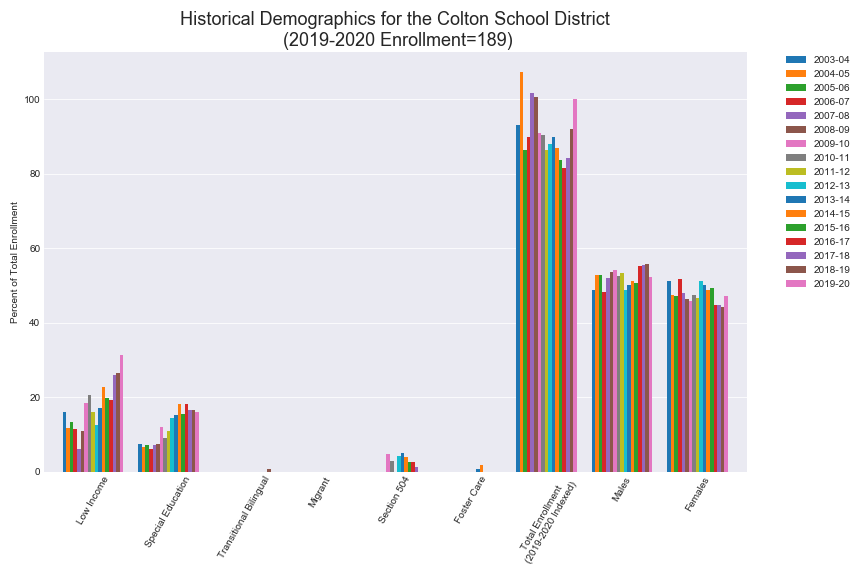 Historical Demographics for the Colton School District
(2019-2020 Enrollment=189)
Percent of Total Enrollment
100
80
60
40
20
0
Low Income
Special Education
Transitional Bilingual
Migrant
Section 504
Foster Care
Total Enrollment
(2019-2020 Indexed)
Males
Females
2003-04
2004-05
2005-06
2006-07
2007-08
2008-09
2009-10
2010-11
2011-12
2012-13
2013-14
2014-15
2015-16
2016-17
2017-18
2018-19
2019-20